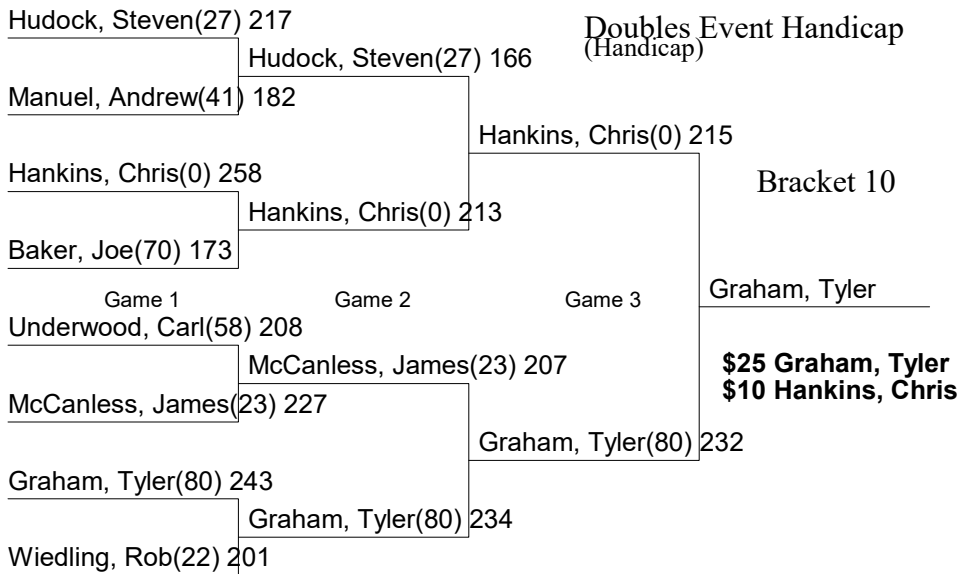 Hudock, Steven(27) 217
Doubles Event Handicap
(Handicap)
Hudock, Steven(27) 166
Manuel, Andrew(41) 182
Hankins, Chris(0) 215
Hankins, Chris(0) 258
Bracket 10
Hankins, Chris(0) 213
Baker, Joe(70) 173
Game 1
Game 2
Game 3
Graham, Tyler
Underwood, Carl(58) 208
McCanless, James(23) 207
$25 Graham, Tyler
$10 Hankins, Chris
McCanless, James(23) 227
Graham, Tyler(80) 232
Graham, Tyler(80) 243
Graham, Tyler(80) 234
Wiedling, Rob(22) 201